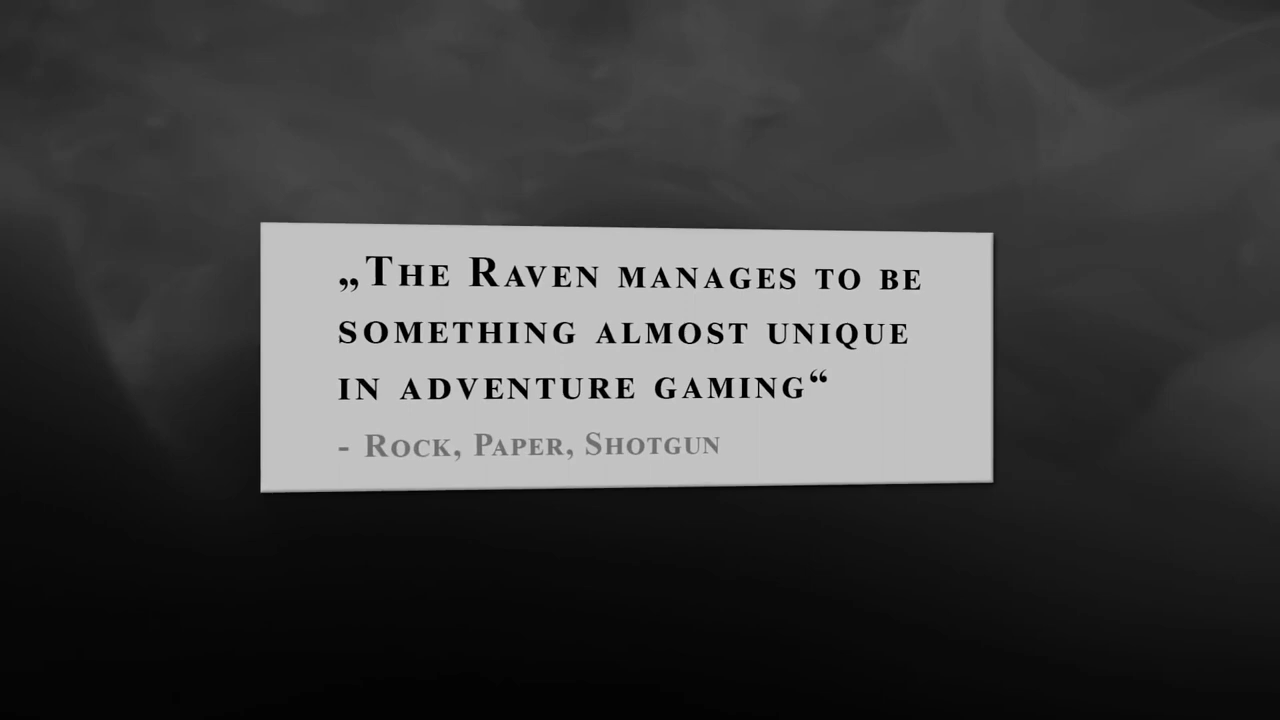 „The Raven manages to be
something almost unique
in adventure gaming“
- Rock, Paper, Shotgun